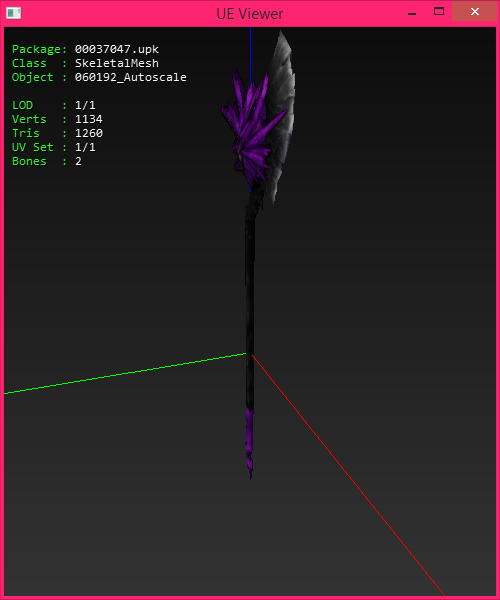 UE Viewer
Package: 00037047.upk
Class  : SkeletalMesh
Object : 060192_Autoscale
LOD    : 1/1
Verts  : 1134
Tris   : 1260
UV Set : 1/1
Bones  : 2